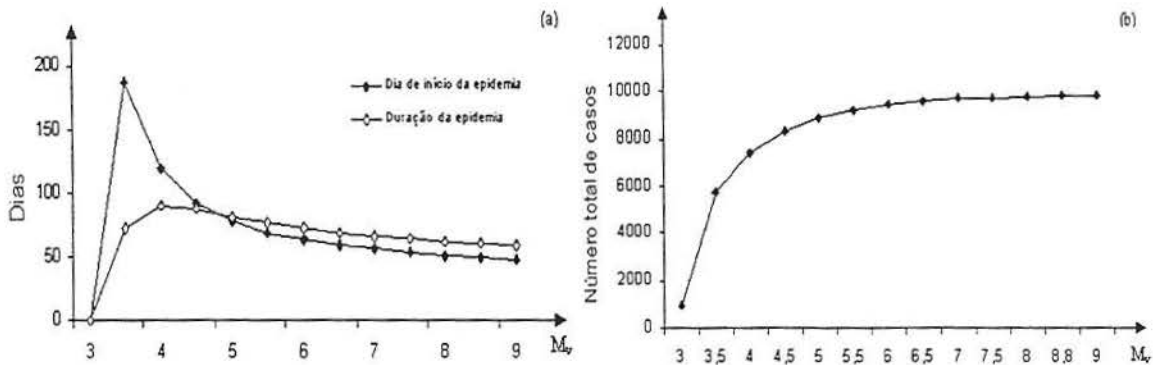 (a)
200
150
100
50
0
Dias
Dia de início da epidemia
Duração da epidemia
3 4 5 6 7 8 9 Mv
(b)
12000
10000
8000
6000
4000
2000
0
Número total de casos
3 3,5 4 4,5 5 5,5 6 6,5 7 7,5 8 8,8 9 Mv